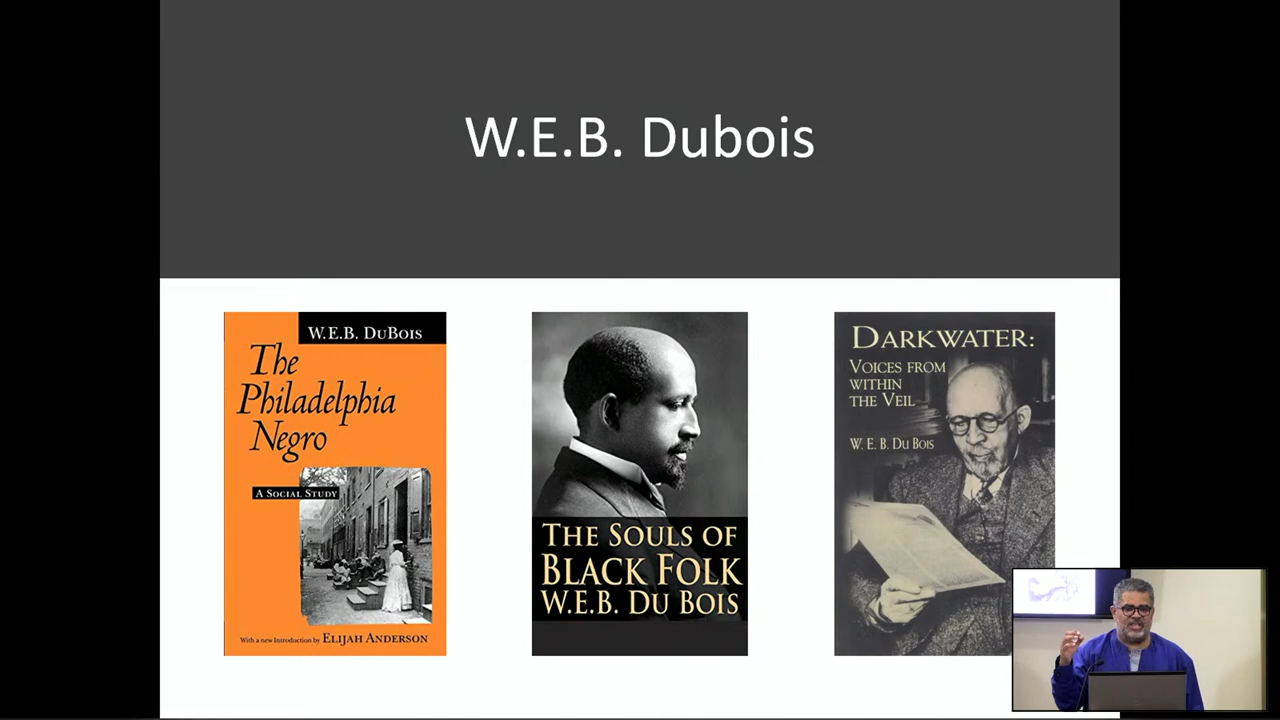 W.E.B. Dubois
W.E.B. DUBOIS
The
Philadelphia
Negro
A SOCIAL STUDY
With a new Introduction by ELIJAH ANDERSON
THE SOULS OF
BLACK FOLK
W.E.B. DU BOIS
DARKWATER:
VOICES FROM
WITHIN
THE VEIL
W. E. B. DU BOIS